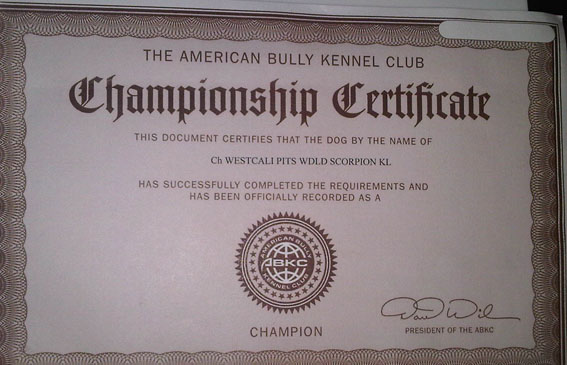 THE AMERICAN BULLY KENNEL CLUB
Championship Certificate
THIS DOCUMENT CERTIFIES THAT THE DOG BY THE NAME OF
Ch WESTCALI PITS WDLD SCORPION KL
HAS SUCCESSFULLY COMPLETED THE REQUIREMENTS AND
HAS BEEN OFFICIALLY RECORDED AS A
AMERICAN BULLY
ABKC
KENNEL CLUB
CHAMPION
PRESIDENT OF THE ABKC